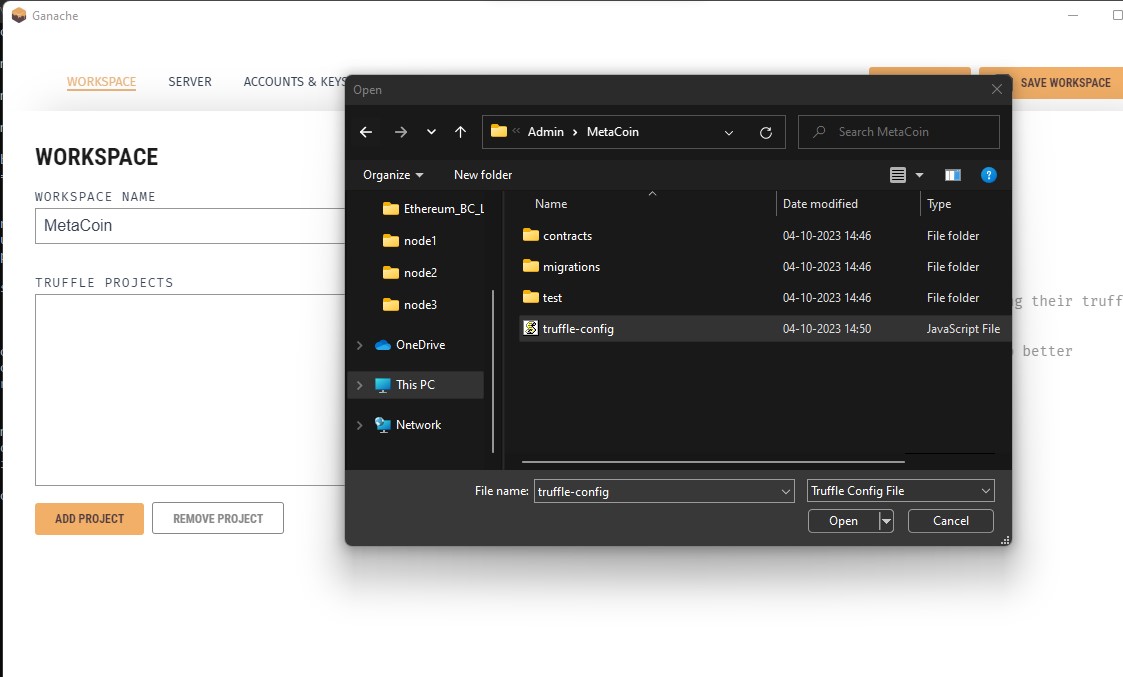 Ganache
WORKSPACE
SERVER
ACCOUNTS & KEYS
SAVE WORKSPACE
WORKSPACE
WORKSPACE NAME
MetaCoin
TRUFFLE PROJECTS
ADD PROJECT
REMOVE PROJECT
Open
Admin > MetaCoin
Search MetaCoin
Organize
New folder
Ethereum_BC_L
node1
node2
node3
OneDrive
This PC
Network
Name Date modified Type
contracts 04-10-2023 14:46 File folder
migrations 04-10-2023 14:46 File folder
test 04-10-2023 14:46 File folder
truffle-config 04-10-2023 14:50 JavaScript File
File name: truffle-config
Truffle Config File
Open
Cancel
g their truff
better